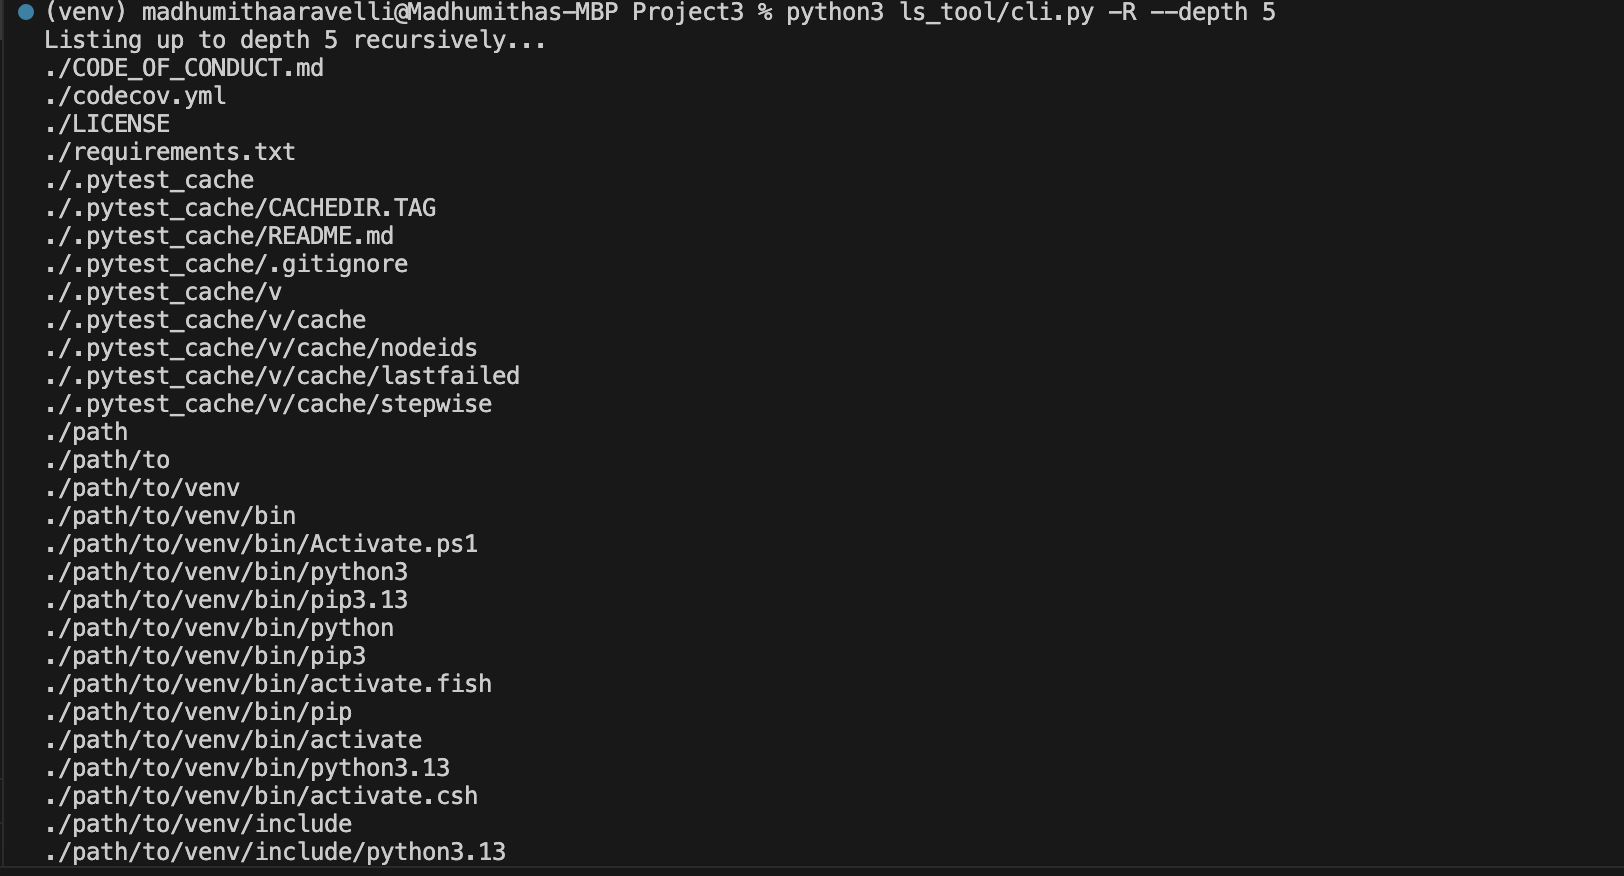 (venv) madhumithaaravelli@Madhumithas-MBP Project3 % python3 ls_tool/cli.py -R --depth 5
Listing up to depth 5 recursively...
./CODE_OF_CONDUCT.md
./codecov.yml
./LICENSE
./requirements.txt
./.pytest_cache
./.pytest_cache/CACHEDIR.TAG
./.pytest_cache/README.md
./.pytest_cache/.gitignore
./.pytest_cache/v
./.pytest_cache/v/cache
./.pytest_cache/v/cache/nodeids
./.pytest_cache/v/cache/lastfailed
./.pytest_cache/v/cache/stepwise
./path
./path/to
./path/to/venv
./path/to/venv/bin
./path/to/venv/bin/Activate.ps1
./path/to/venv/bin/python3
./path/to/venv/bin/pip3.13
./path/to/venv/bin/python
./path/to/venv/bin/pip3
./path/to/venv/bin/activate.fish
./path/to/venv/bin/pip
./path/to/venv/bin/activate
./path/to/venv/bin/python3.13
./path/to/venv/bin/activate.csh
./path/to/venv/include
./path/to/venv/include/python3.13